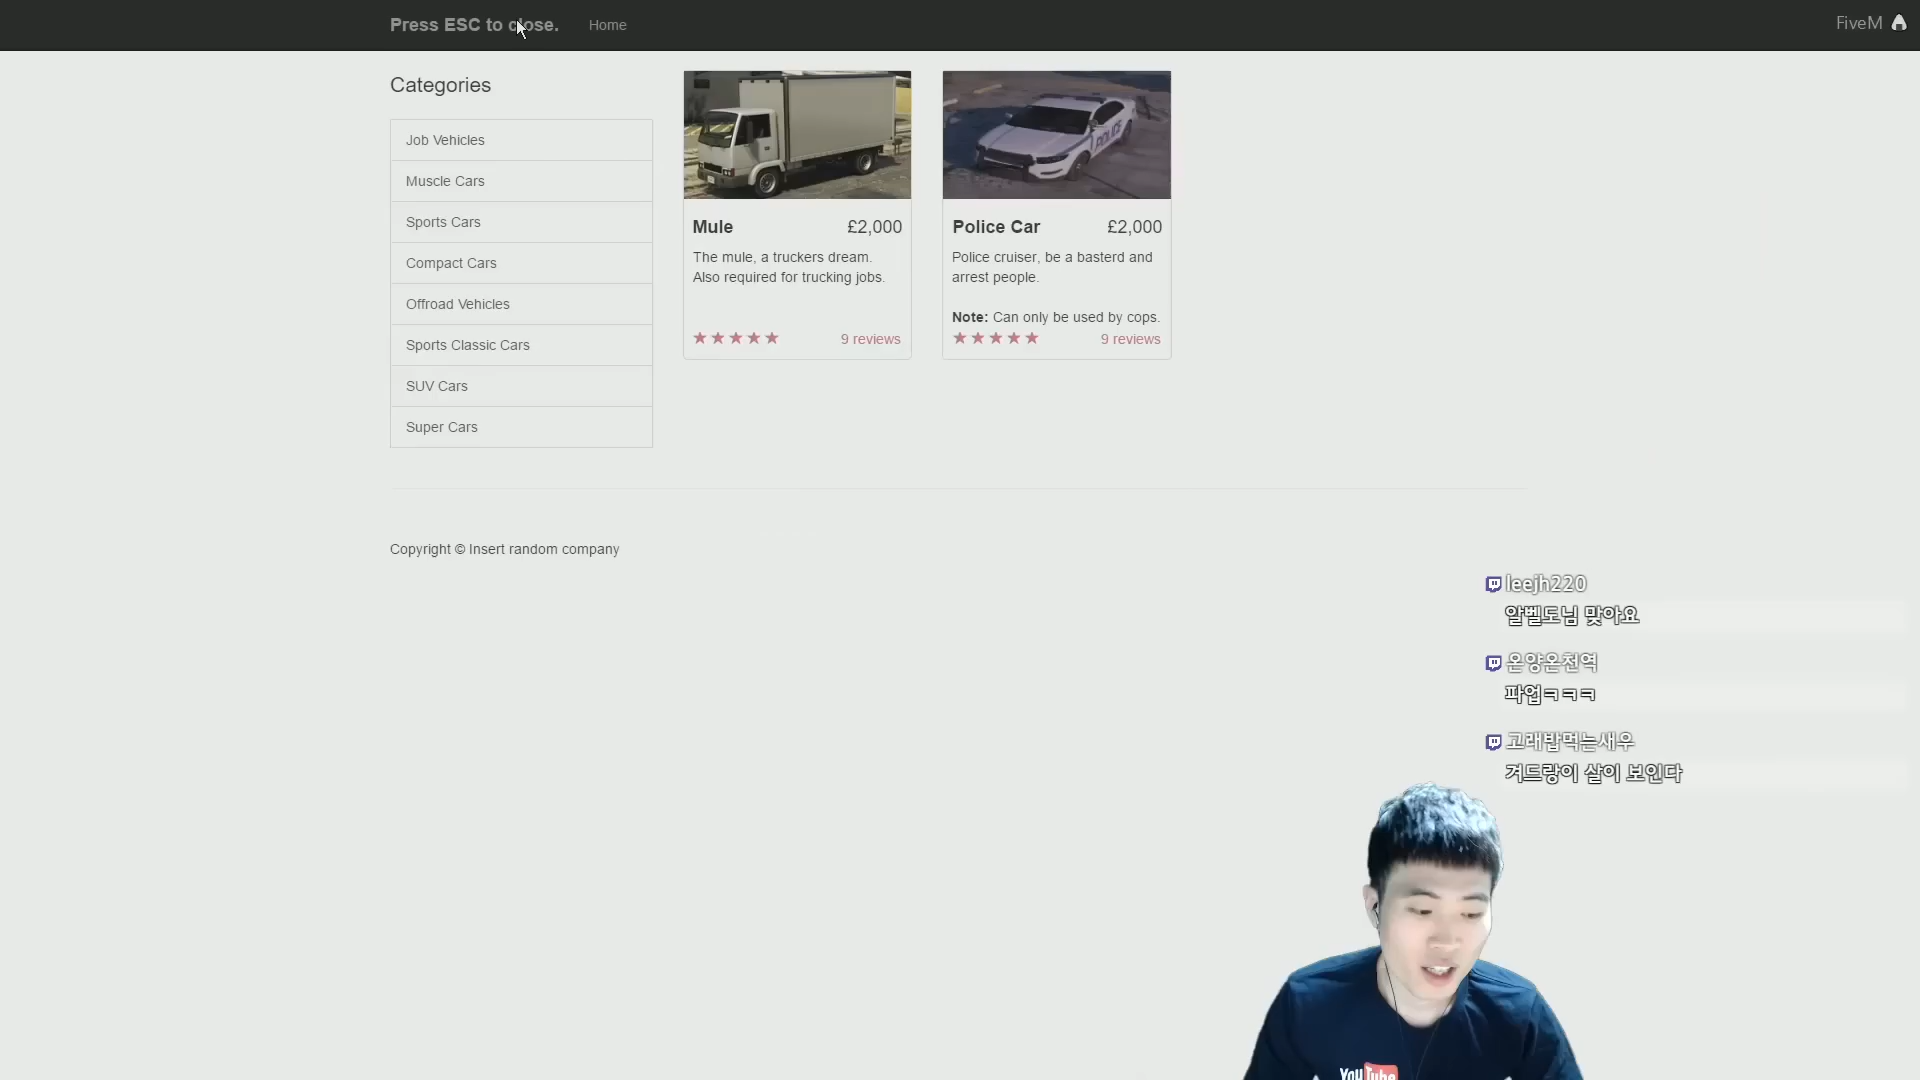 Press ESC to close.
Home
FiveM
Categories
Job Vehicles
Muscle Cars
Sports Cars
Compact Cars
Offroad Vehicles
Sports Classic Cars
SUV Cars
Super Cars
Mule £2,000
The mule, a truckers dream.
Also required for trucking jobs.
9 reviews
POLICE
Police Car £2,000
Police cruiser, be a basterd and
arrest people.
Note: Can only be used by cops.
9 reviews
Copyright © Insert random company
leejh220
알벨도님 맞아요
온양온천역
파업ㅋㅋㅋ
고래밥먹는새우
겨드랑이 살이 보인다
YouTube